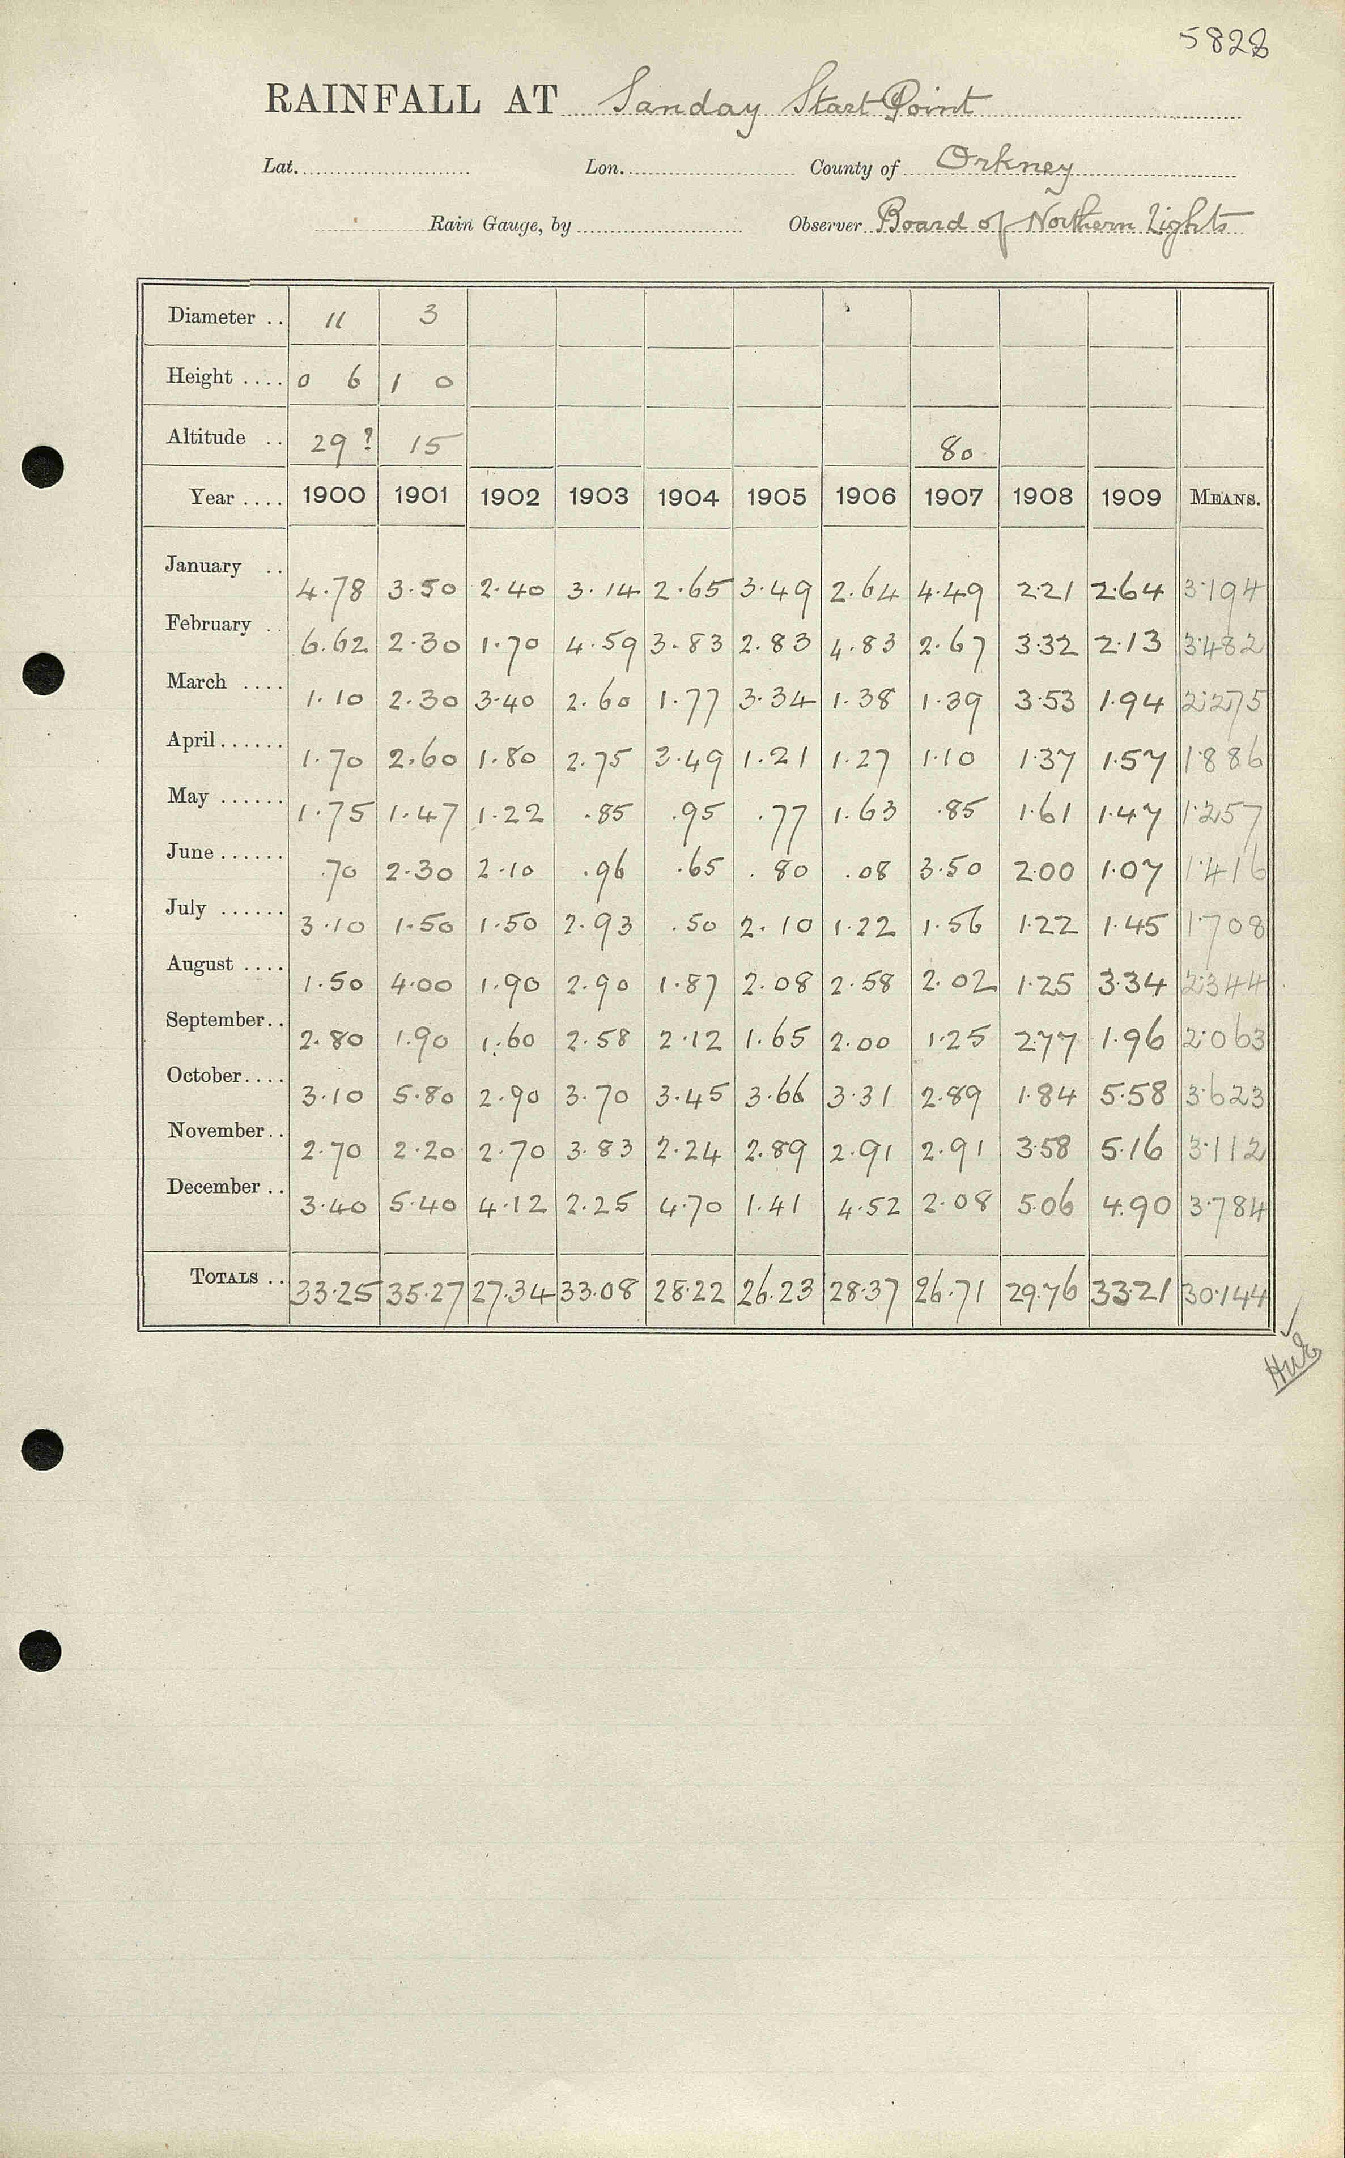 5828
RAINFALL AT Sanday Start Point
Lat. Lon. County of Orkney
Rain Gauge, by Observer Board of Northern Lights
Diameter .. 11 3
Height .... 0 6 1 0
Altitude .. 29? 15 80
Year .... 1900 1901 1902 1903 1904 1905 1906 1907 1908 1909 MEANS.
January .. 4.78 3.50 2.40 3.14 2.65 3.49 2.64 4.49 2.21 2.64 3.194
February .. 6.62 2.30 1.70 4.59 3.83 2.83 4.83 2.67 3.32 2.13 3.482
March .... 1.10 2.30 3.40 2.60 1.77 3.34 1.38 1.39 3.53 1.94 2.275
April ...... 1.70 2.60 1.80 2.75 3.49 1.21 1.27 1.10 1.37 1.57 1.886
May ...... 1.75 1.47 1.22 .85 .95 .77 1.63 .85 1.61 1.47 1.257
June ...... .70 2.30 2.10 .96 .65 .80 .08 3.50 2.00 1.07 1.416
July ...... 3.10 1.50 1.50 2.93 .50 2.10 1.22 1.56 1.22 1.45 1.708
August .... 1.50 4.00 1.90 2.90 1.87 2.08 2.58 2.02 1.25 3.34 2.344
September .. 2.80 1.90 1.60 2.58 2.12 1.65 2.00 1.25 2.77 1.96 2.063
October .... 3.10 5.80 2.90 3.70 3.45 3.66 3.31 2.89 1.84 5.58 3.623
November .. 2.70 2.20 2.70 3.83 2.24 2.89 2.91 2.91 3.58 5.16 3.112
December .. 3.40 5.40 4.12 2.25 4.70 1.41 4.52 2.08 5.06 4.90 3.784
TOTALS .. 33.25 35.27 27.34 33.08 28.22 26.23 28.37 26.71 29.76 33.21 30.144